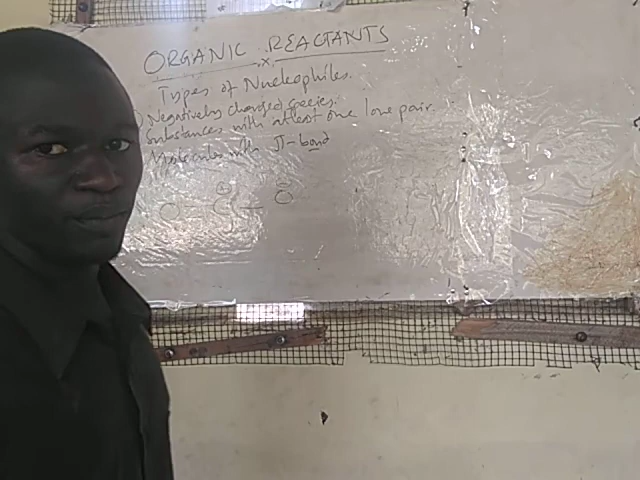 ORGANIC REACTANTS
x
Types of Nucleophiles.
Negatively charged species.
Substances with atleast one lone pair.
Molecules with π-bond